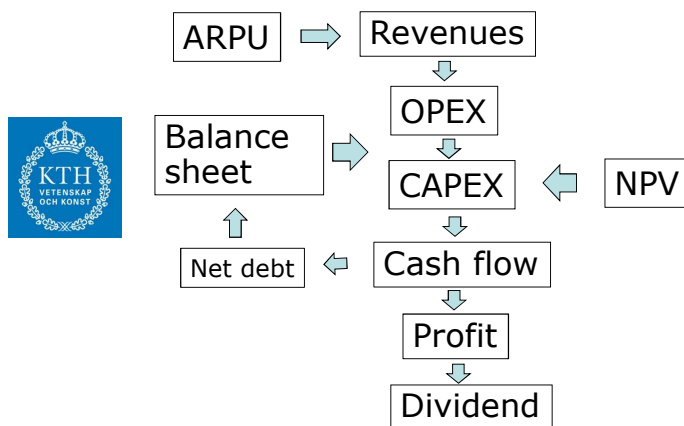 ARPU
Revenues
OPEX
Balance
sheet
KTH
VETENSKAP
OCH KONST
CAPEX
NPV
Net debt
Cash flow
Profit
Dividend